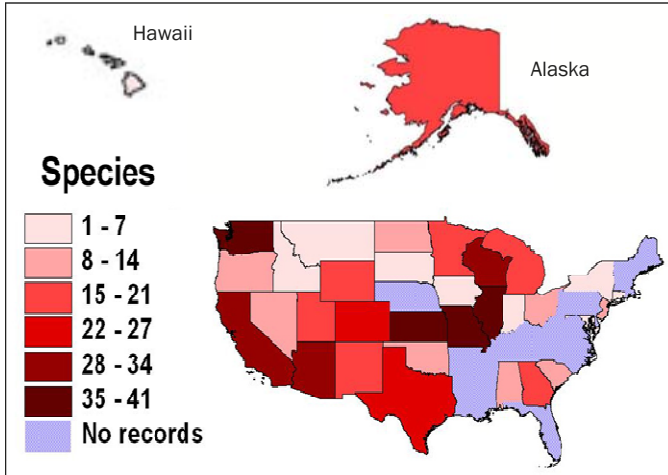 Hawaii
Alaska
Species
1 - 7
8 - 14
15 - 21
22 - 27
28 - 34
35 - 41
No records